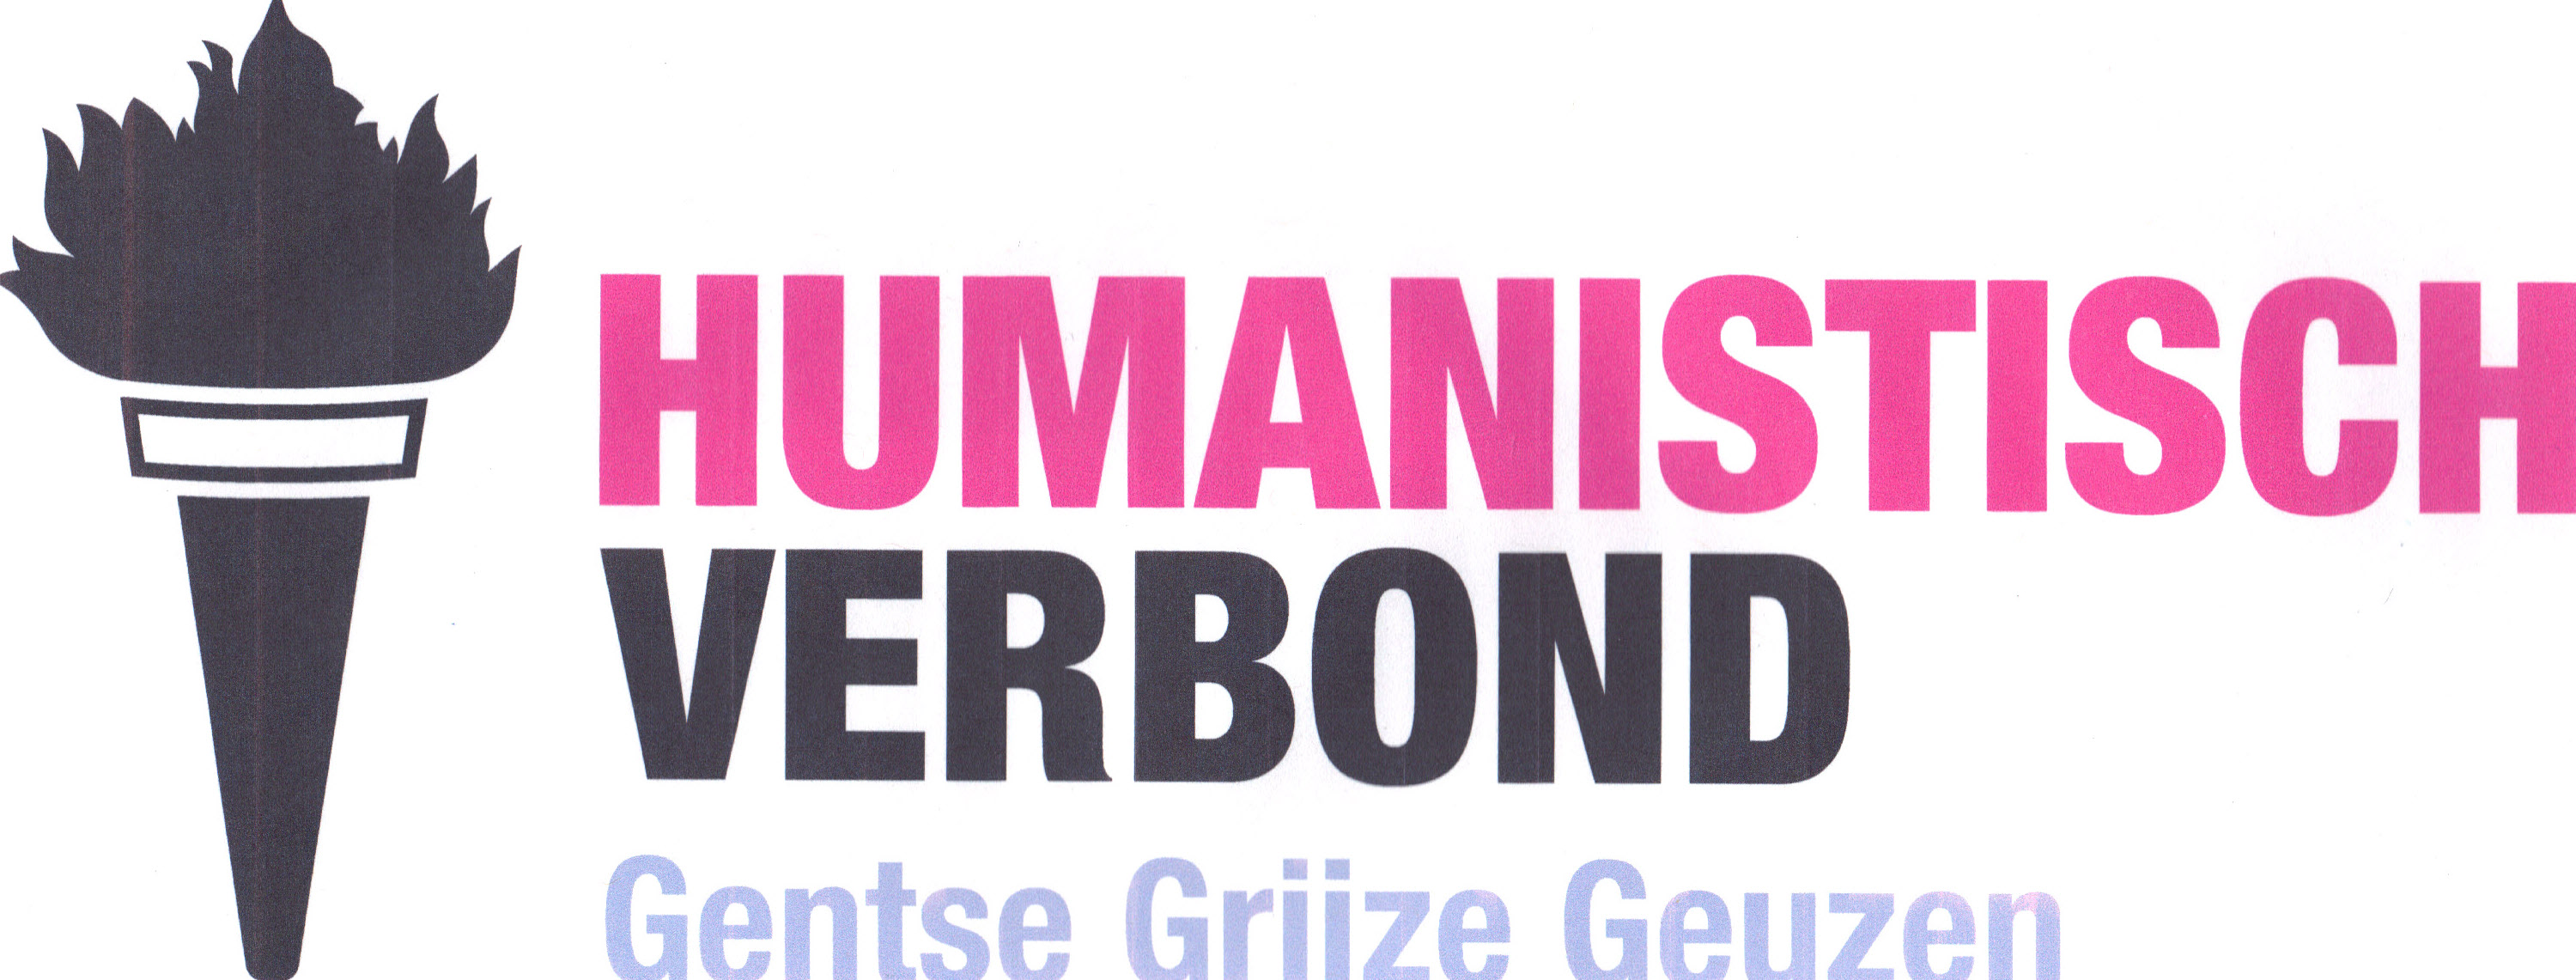 HUMANISTISCH
VERBOND
Gentse Grijze Geuzen